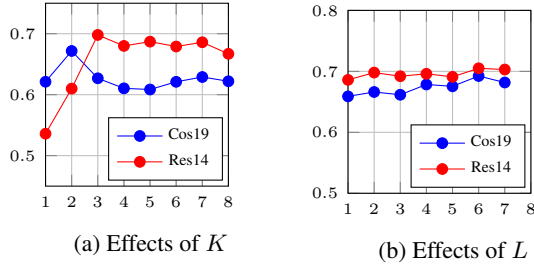 0.7
0.6
0.5
1 2 3 4 5 6 7 8
Cos19
Res14
(a) Effects of K
0.8
0.7
0.6
0.5
1 2 3 4 5 6 7 8
Cos19
Res14
(b) Effects of L